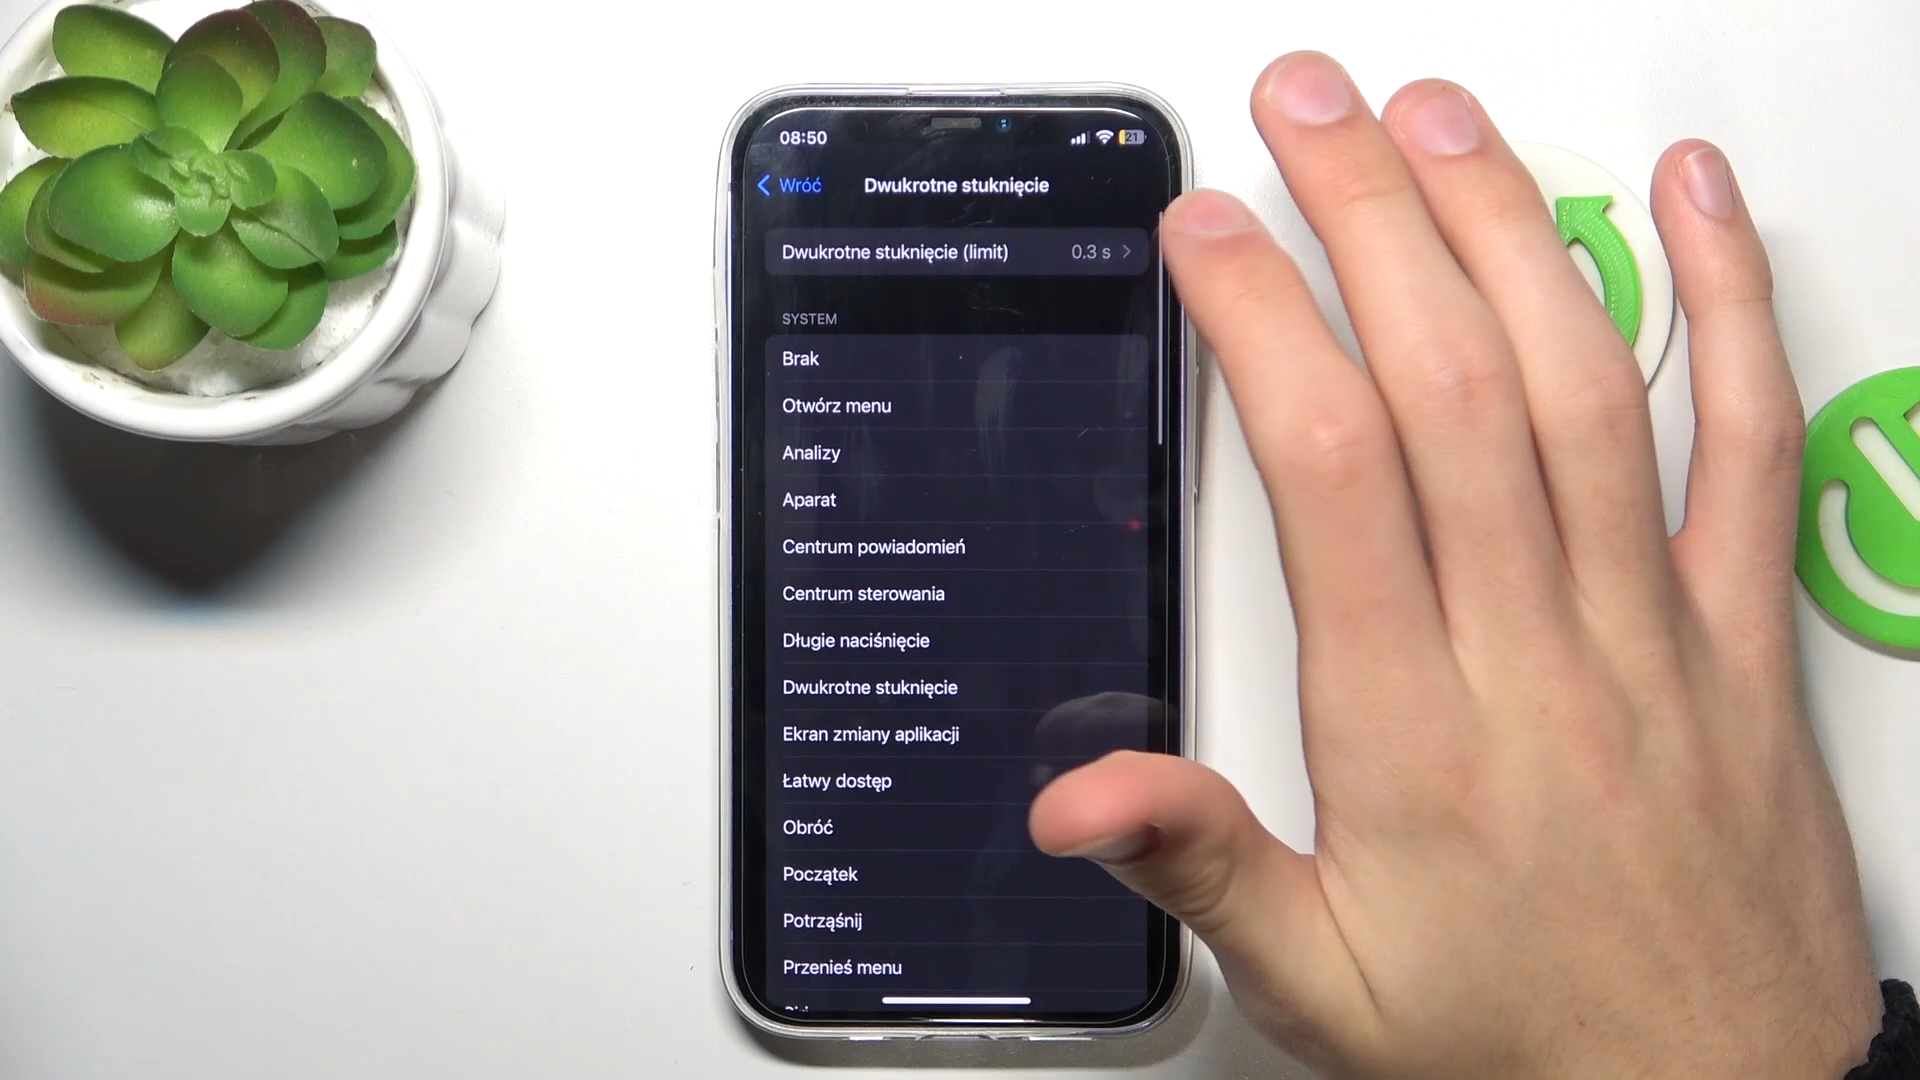 08:50
21
Wróć
Dwukrotne stuknięcie
Dwukrotne stuknięcie (limit) 0.3 s
SYSTEM
Brak
Otwórz menu
Analizy
Aparat
Centrum powiadomień
Centrum sterowania
Długie naciśnięcie
Dwukrotne stuknięcie
Ekran zmiany aplikacji
Łatwy dostęp
Obróć
Początek
Potrząśnij
Przenieś menu